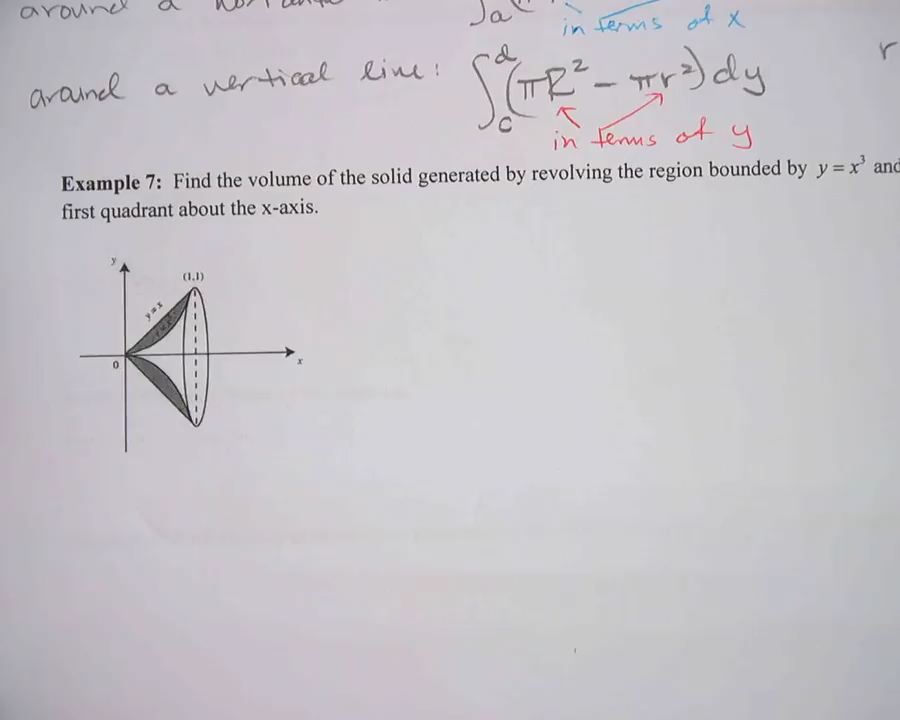 around a
∫a
in terms of x
around a vertical line: ∫_c^d (πR² − πr²) dy
r
in terms of y
Example 7: Find the volume of the solid generated by revolving the region bounded by y = x³ and
first quadrant about the x-axis.
y
(1,1)
y = x
0
x